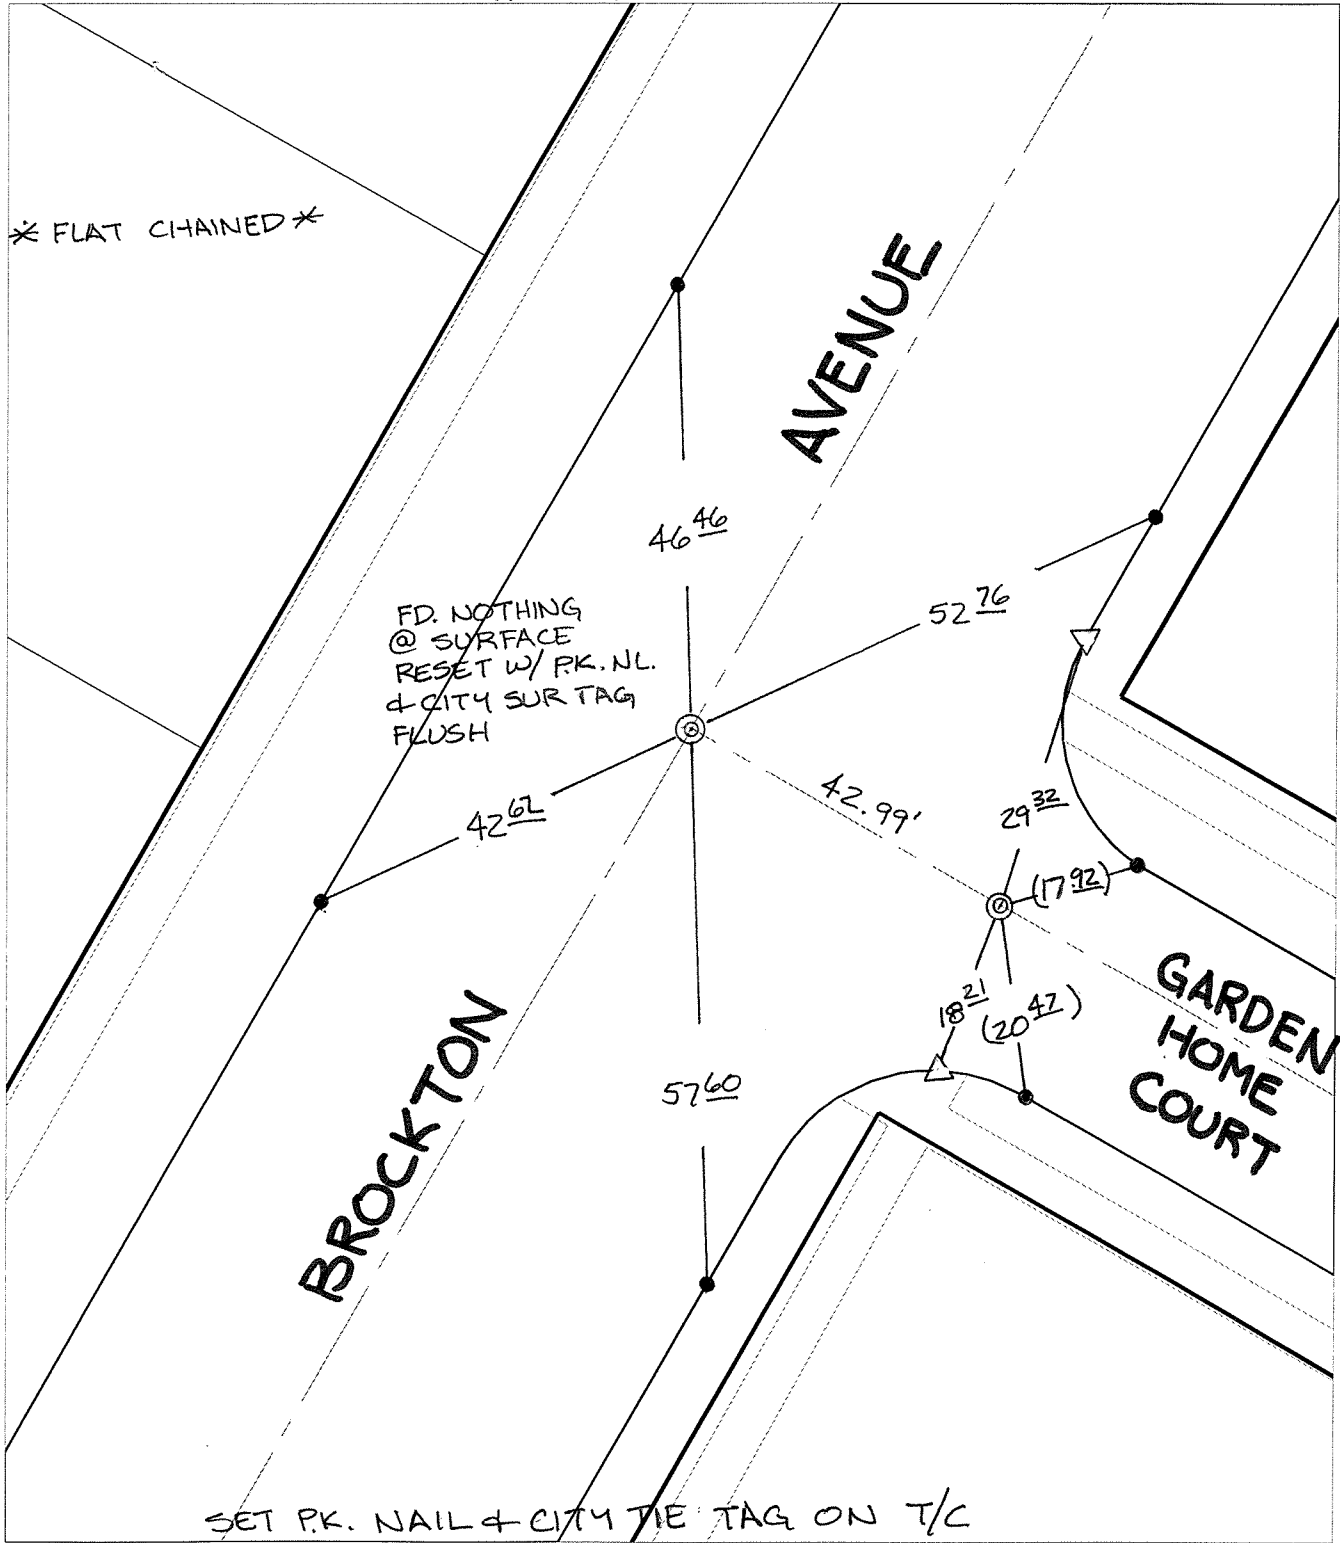 * FLAT CHAINED *
AVENUE
46 46
52 76
FD. NOTHING
@ SURFACE
RESET W/ P.K. NL.
& CITY SUR TAG
FLUSH
42 62
42.99'
29 32
(17 92)
18 21
(20 42)
GARDEN
HOME
COURT
57 60
BROCKTON
SET P.K. NAIL & CITY TIE TAG ON T/C